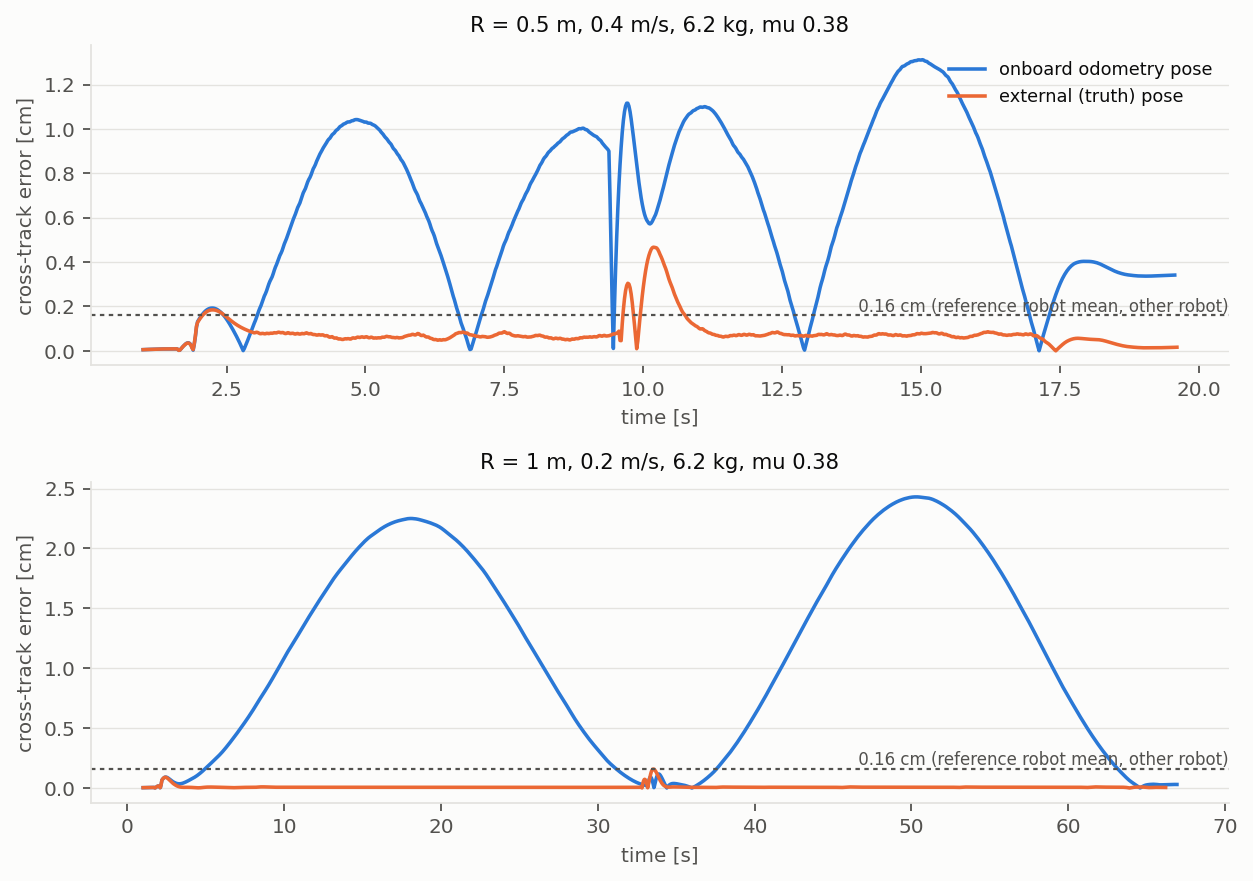 R = 0.5 m, 0.4 m/s, 6.2 kg, mu 0.38
cross-track error [cm]
1.2
1.0
0.8
0.6
0.4
0.2
0.0
onboard odometry pose
external (truth) pose
0.16 cm (reference robot mean, other robot)
2.5 5.0 7.5 10.0 12.5 15.0 17.5 20.0
time [s]
R = 1 m, 0.2 m/s, 6.2 kg, mu 0.38
cross-track error [cm]
2.5
2.0
1.5
1.0
0.5
0.0
0.16 cm (reference robot mean, other robot)
0 10 20 30 40 50 60 70
time [s]